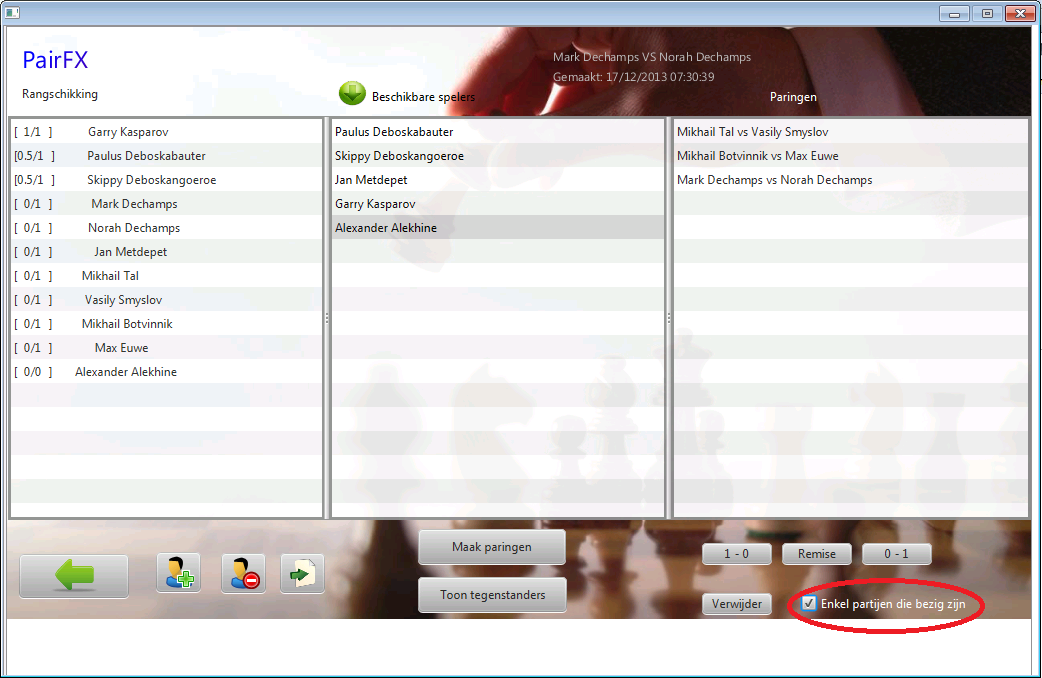 PairFX
Mark Dechamps VS Norah Dechamps
Gemaakt: 17/12/2013 07:30:39
Rangschikking
Beschikbare spelers
Paringen
[ 1/1 ] Garry Kasparov
[0.5/1 ] Paulus Deboskabauter
[0.5/1 ] Skippy Deboskangoeroe
[ 0/1 ] Mark Dechamps
[ 0/1 ] Norah Dechamps
[ 0/1 ] Jan Metdepet
[ 0/1 ] Mikhail Tal
[ 0/1 ] Vasily Smyslov
[ 0/1 ] Mikhail Botvinnik
[ 0/1 ] Max Euwe
[ 0/0 ] Alexander Alekhine
Paulus Deboskabauter
Skippy Deboskangoeroe
Jan Metdepet
Garry Kasparov
Alexander Alekhine
Mikhail Tal vs Vasily Smyslov
Mikhail Botvinnik vs Max Euwe
Mark Dechamps vs Norah Dechamps
Maak paringen
Toon tegenstanders
1 - 0
Remise
0 - 1
Verwijder
Enkel partijen die bezig zijn